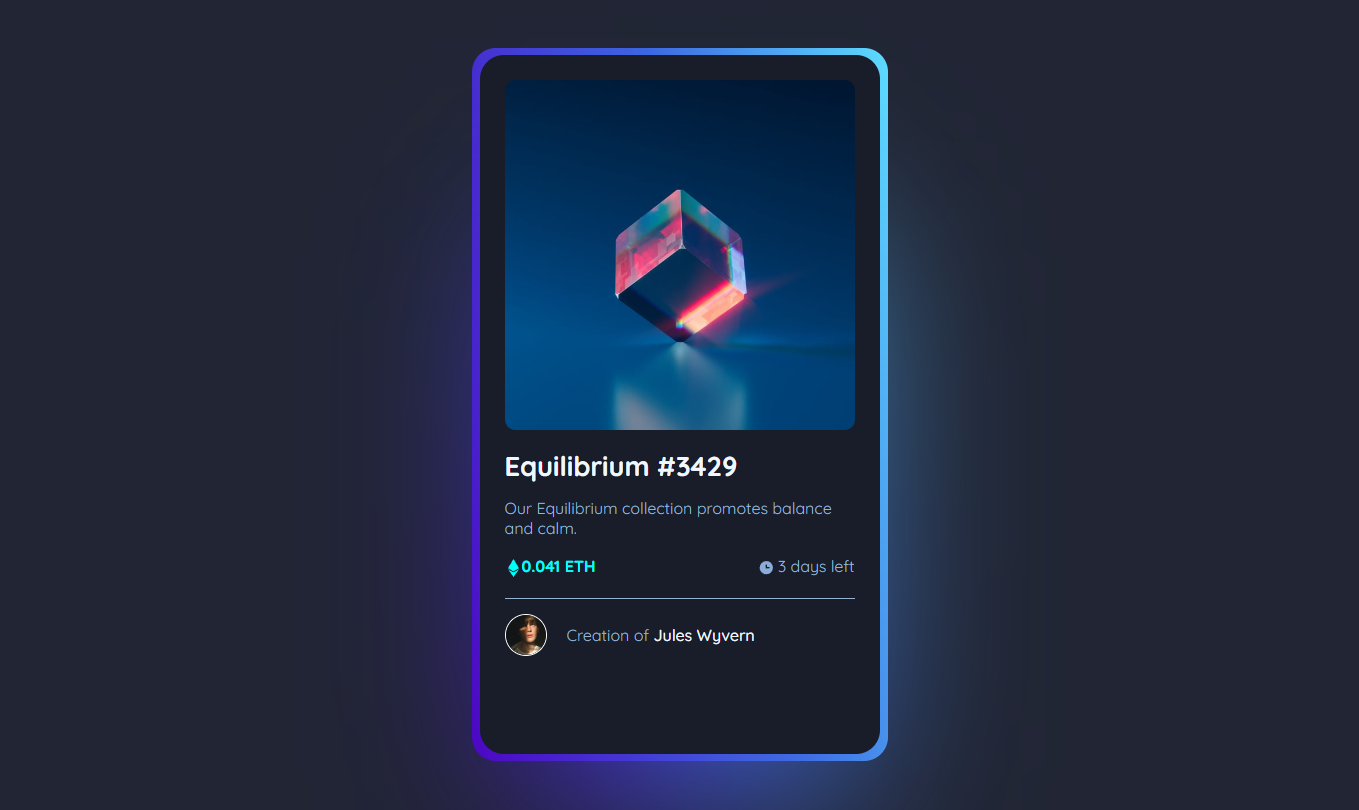 Equilibrium #3429
Our Equilibrium collection promotes balance
and calm.
0.041 ETH 3 days left
Creation of Jules Wyvern